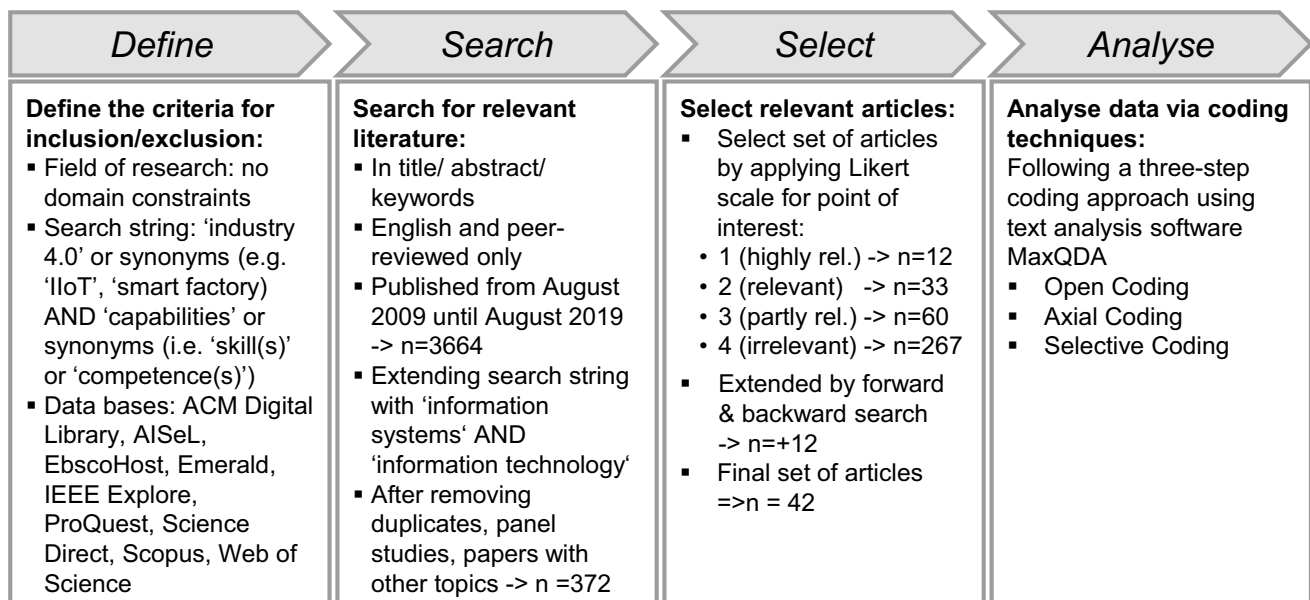 Define
Search
Select
Analyse
Define the criteria for
inclusion/exclusion:
▪ Field of research: no
domain constraints
▪ Search string: ‘industry
4.0’ or synonyms (e.g.
‘IIoT’, ‘smart factory)
AND ‘capabilities’ or
synonyms (i.e. ‘skill(s)’
or ‘competence(s)’)
▪ Data bases: ACM Digital
Library, AISeL,
EbscoHost, Emerald,
IEEE Explore,
ProQuest, Science
Direct, Scopus, Web of
Science
Search for relevant
literature:
▪ In title/ abstract/
keywords
▪ English and peer-
reviewed only
▪ Published from August
2009 until August 2019
-> n=3664
▪ Extending search string
with ‘information
systems‘ AND
‘information technology‘
▪ After removing
duplicates, panel
studies, papers with
other topics -> n =372
Select relevant articles:
▪ Select set of articles
by applying Likert
scale for point of
interest:
• 1 (highly rel.) -> n=12
• 2 (relevant) -> n=33
• 3 (partly rel.) -> n=60
• 4 (irrelevant) -> n=267
▪ Extended by forward
& backward search
-> n=+12
▪ Final set of articles
=>n = 42
Analyse data via coding
techniques:
Following a three-step
coding approach using
text analysis software
MaxQDA
▪ Open Coding
▪ Axial Coding
▪ Selective Coding